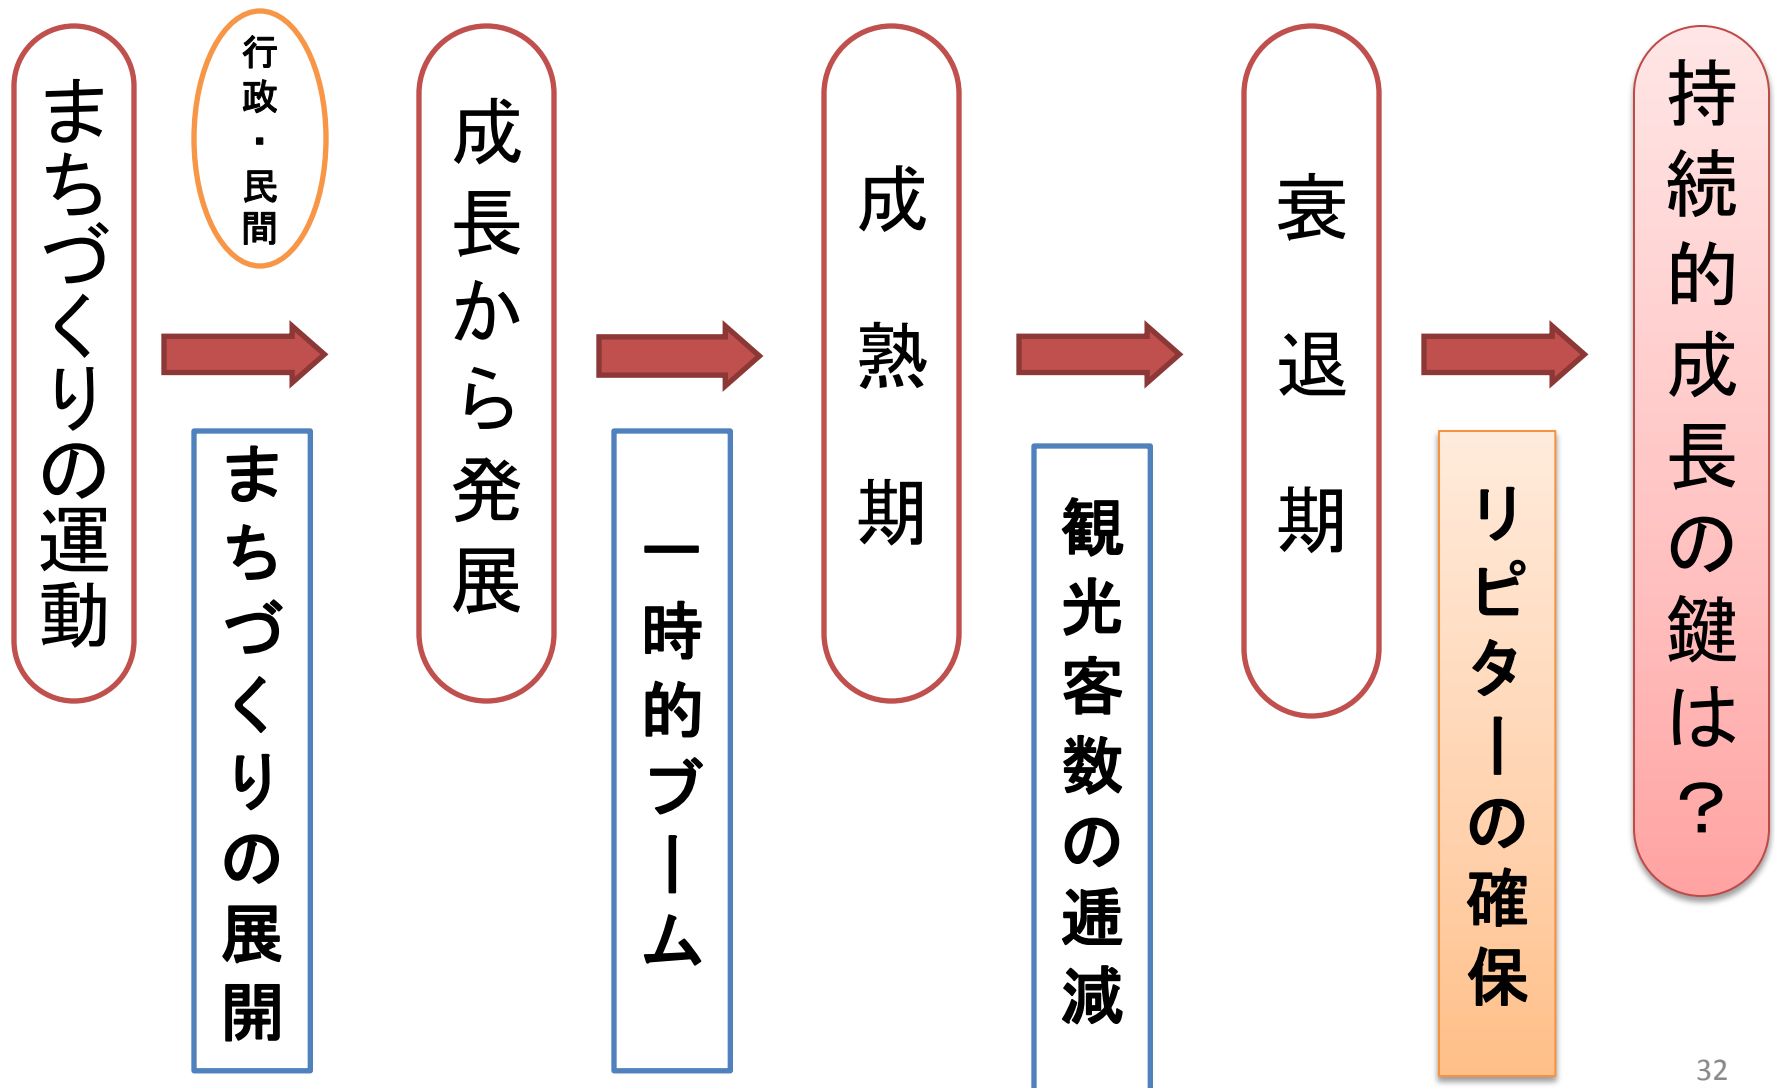 まちづくりの運動
行政・民間
まちづくりの展開
成長から発展
一時的ブーム
成熟期
観光客数の逓減
衰退期
リピターの確保
持続的成長の鍵は？
32